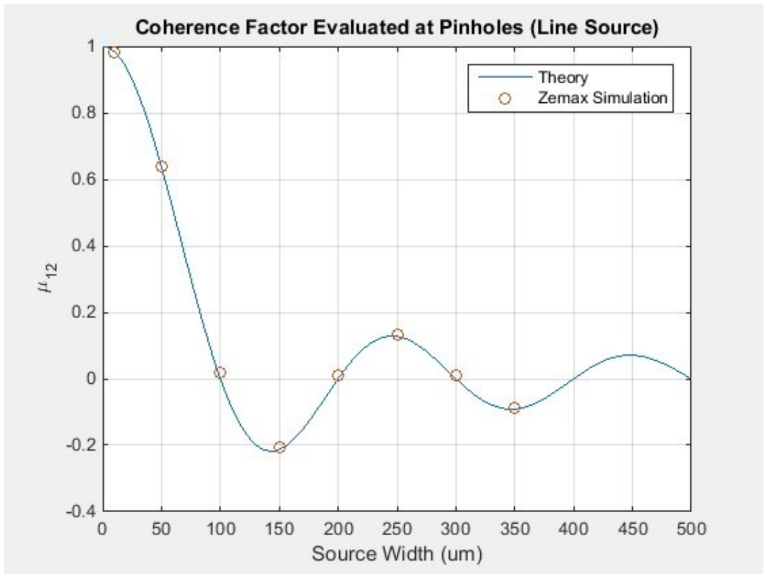 Coherence Factor Evaluated at Pinholes (Line Source)
Theory
Zemax Simulation
1
0.8
0.6
0.4
0.2
0
-0.2
-0.4
μ12
0 50 100 150 200 250 300 350 400 450 500
Source Width (um)